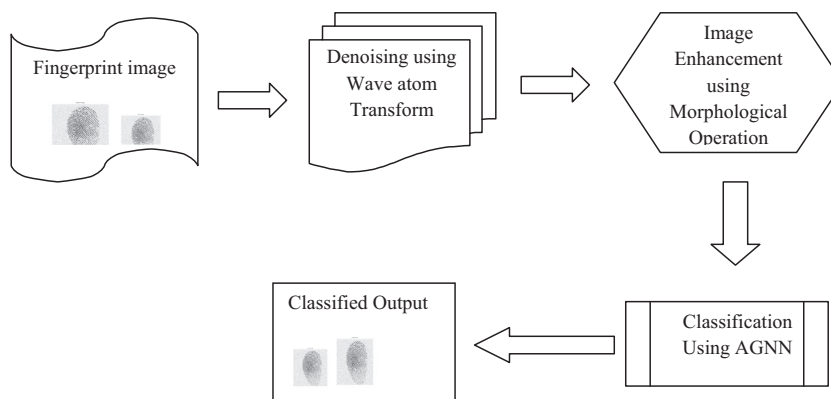 Fingerprint image
Denoising using
Wave atom
Transform
Image
Enhancement
using
Morphological
Operation
Classification
Using AGNN
Classified Output